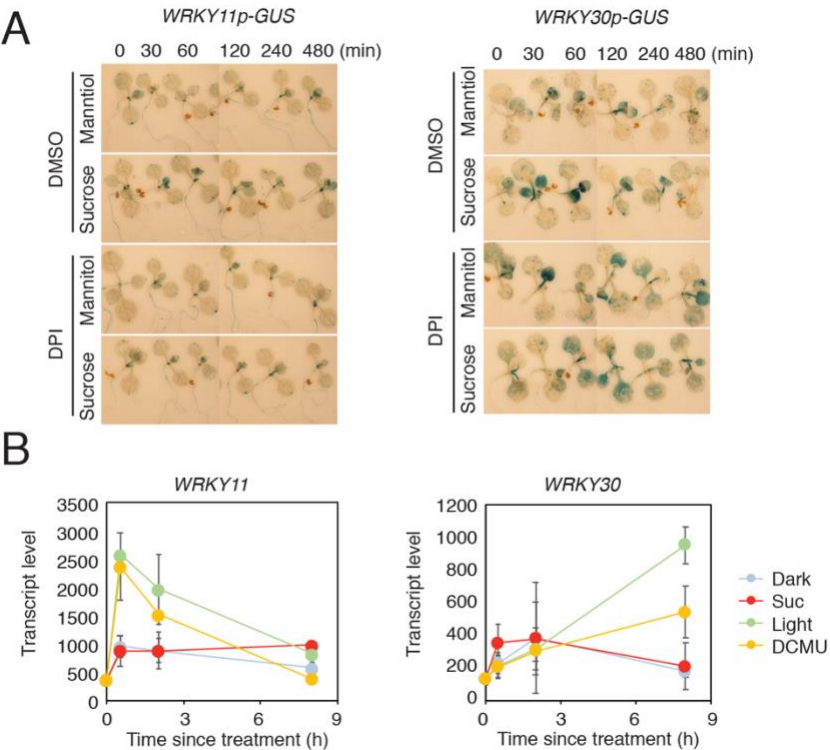 A
WRKY11p-GUS
0 30 60 120 240 480 (min)
DMSO
Manntiol
Sucrose
DPI
Mannitol
Sucrose
WRKY30p-GUS
0 30 60 120 240 480 (min)
DMSO
Mannitol
Sucrose
DPI
Mannitol
Sucrose
B
WRKY11
Transcript level
3500
3000
2500
2000
1500
1000
500
0
0 3 6 9
Time since treatment (h)
WRKY30
Transcript level
1200
1000
800
600
400
200
0
0 3 6 9
Time since treatment (h)
Dark
Suc
Light
DCMU